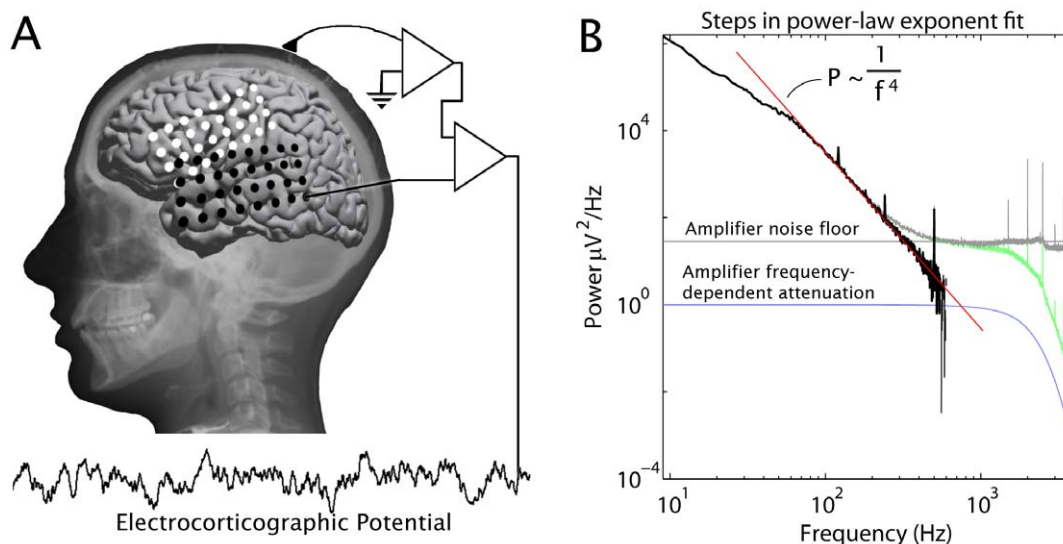 A
Electrocorticographic Potential
B
Steps in power-law exponent fit
P ~ 1/f⁴
10⁴
Amplifier noise floor
Amplifier frequency-
dependent attenuation
10⁰
10⁻⁴
Power μV²/Hz
10¹
10²
10³
Frequency (Hz)